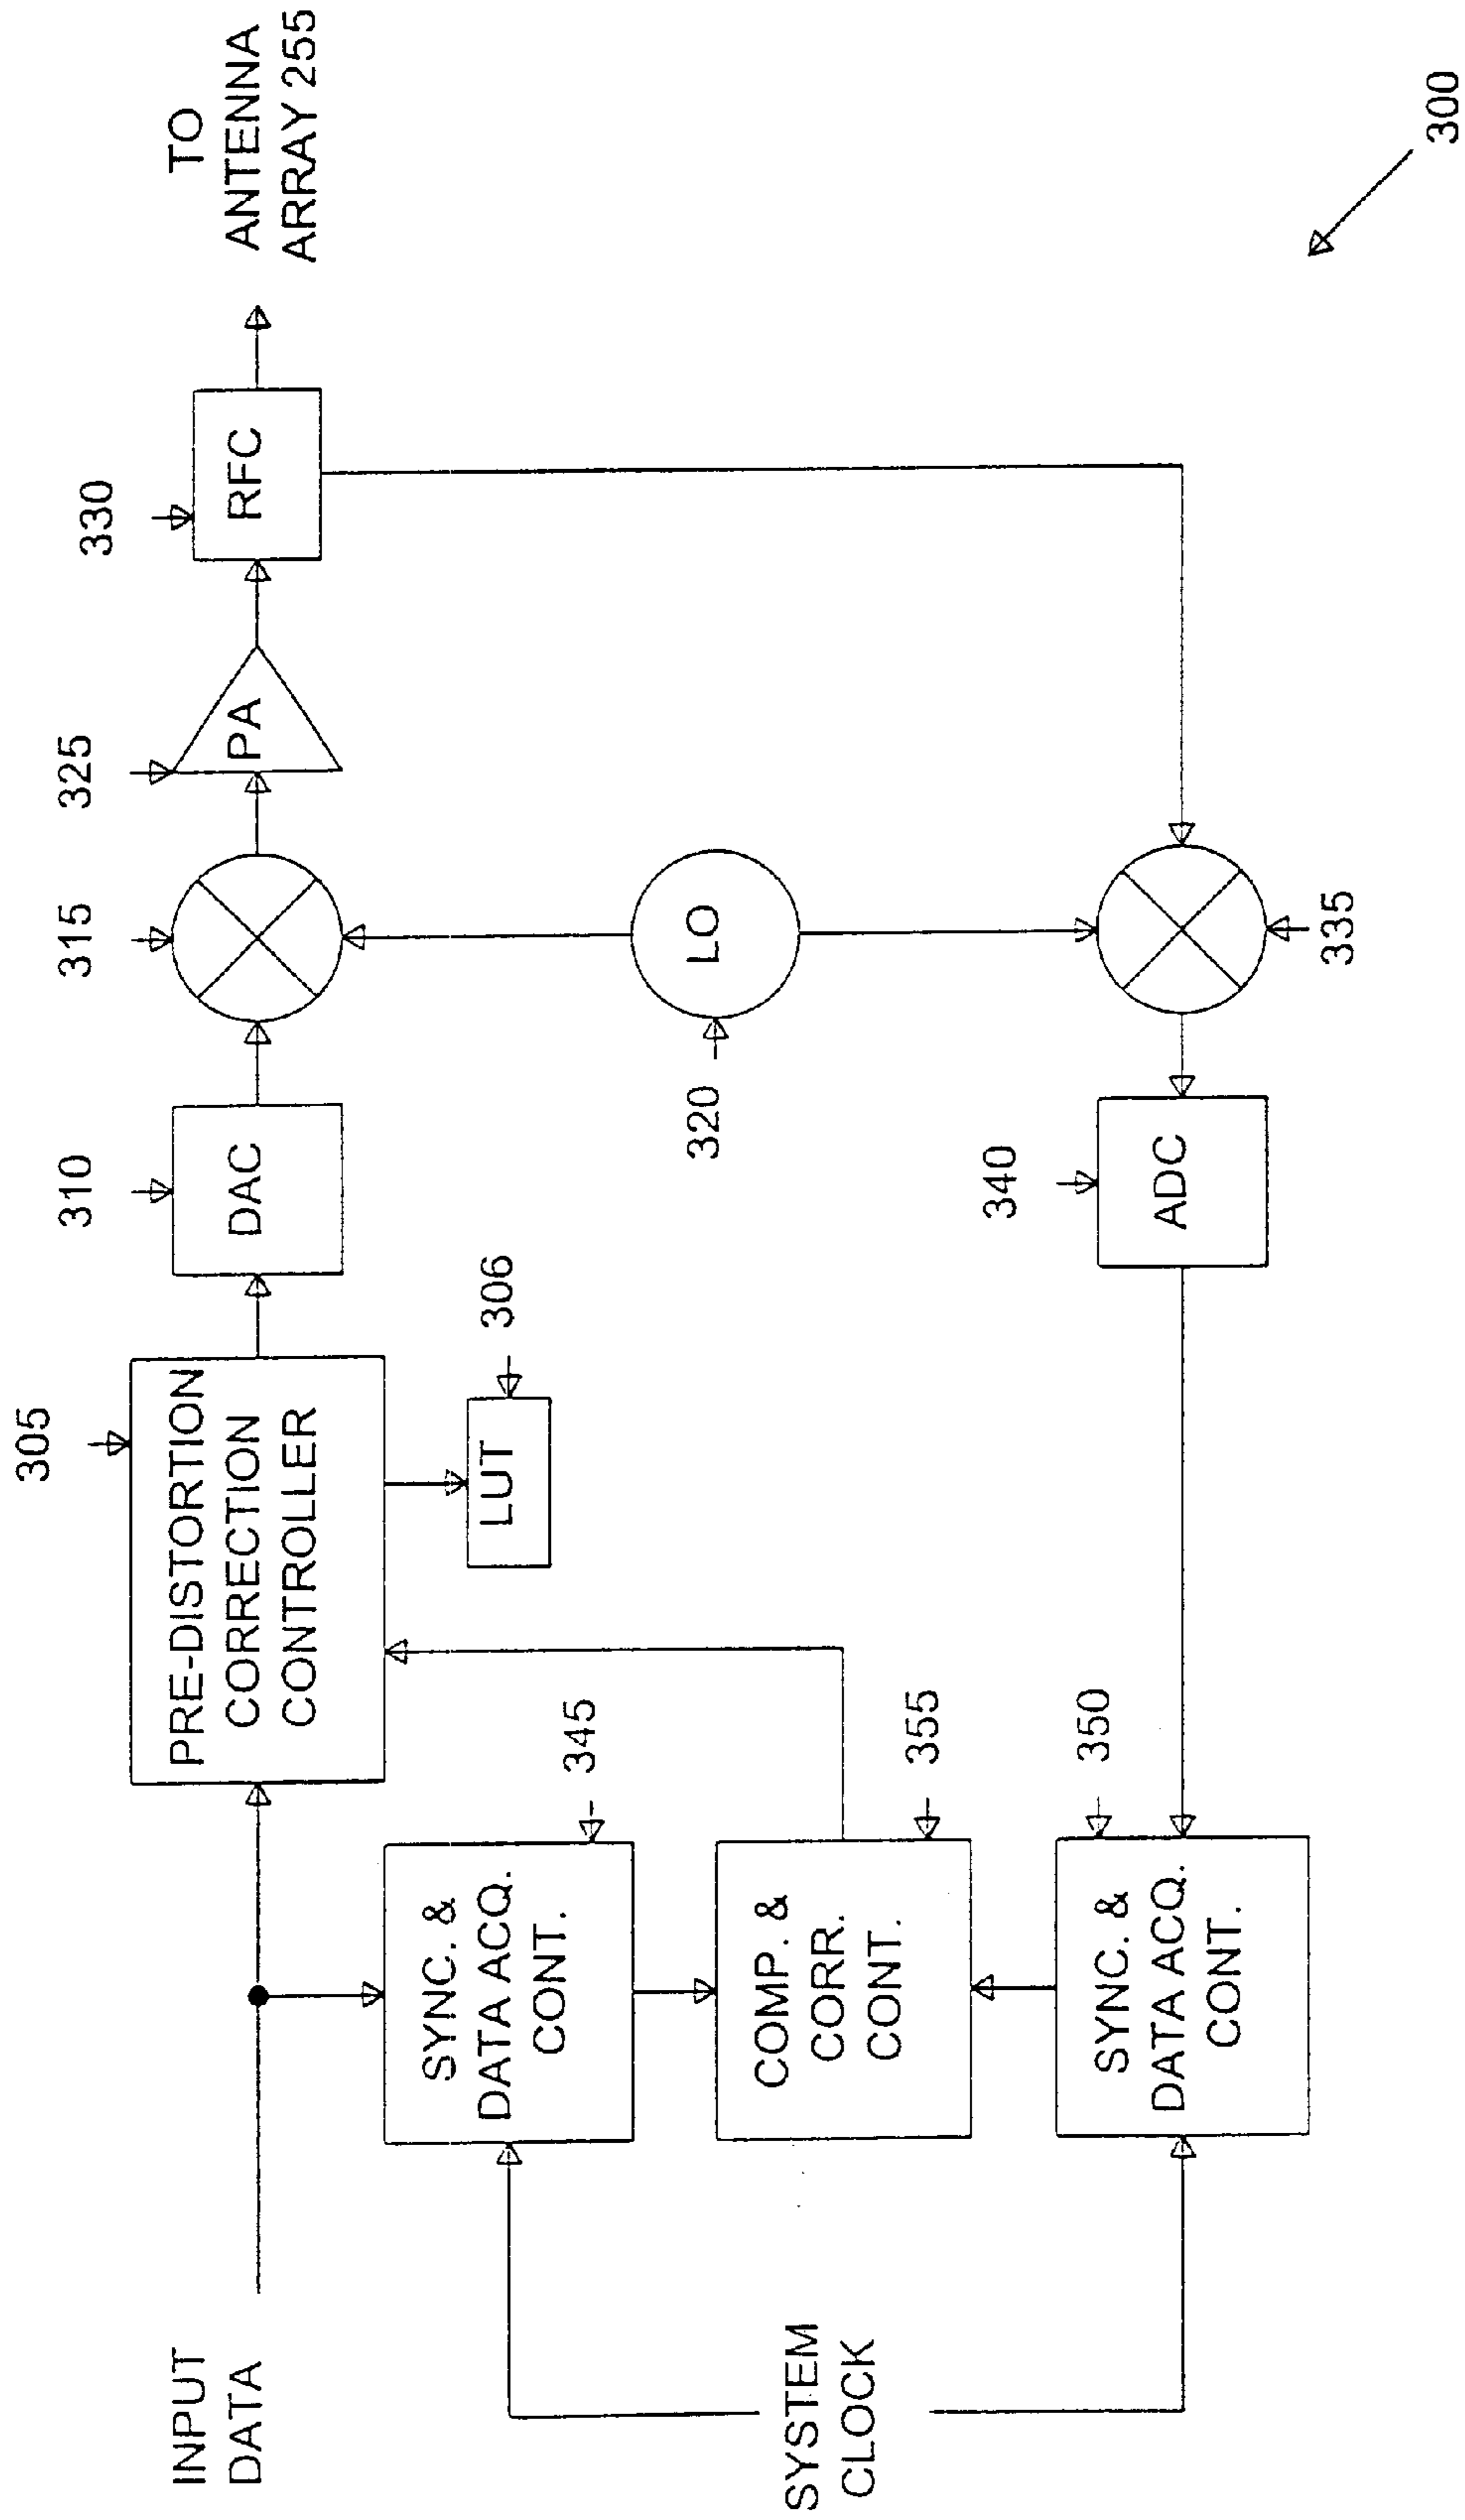 305
310
315
325
330
INPUT
DATA
PRE-DISTORTION
CORRECTION
CONTROLLER
DAC
PA
RFC
TO
ANTENNA
ARRAY 255
LUT
306
SYNC. &
DATA ACQ.
CONT.
345
320
LO
SYSTEM
CLOCK
COMP. &
CORR.
CONT.
355
340
SYNC. &
DATA ACQ.
CONT.
350
ADC
335
300